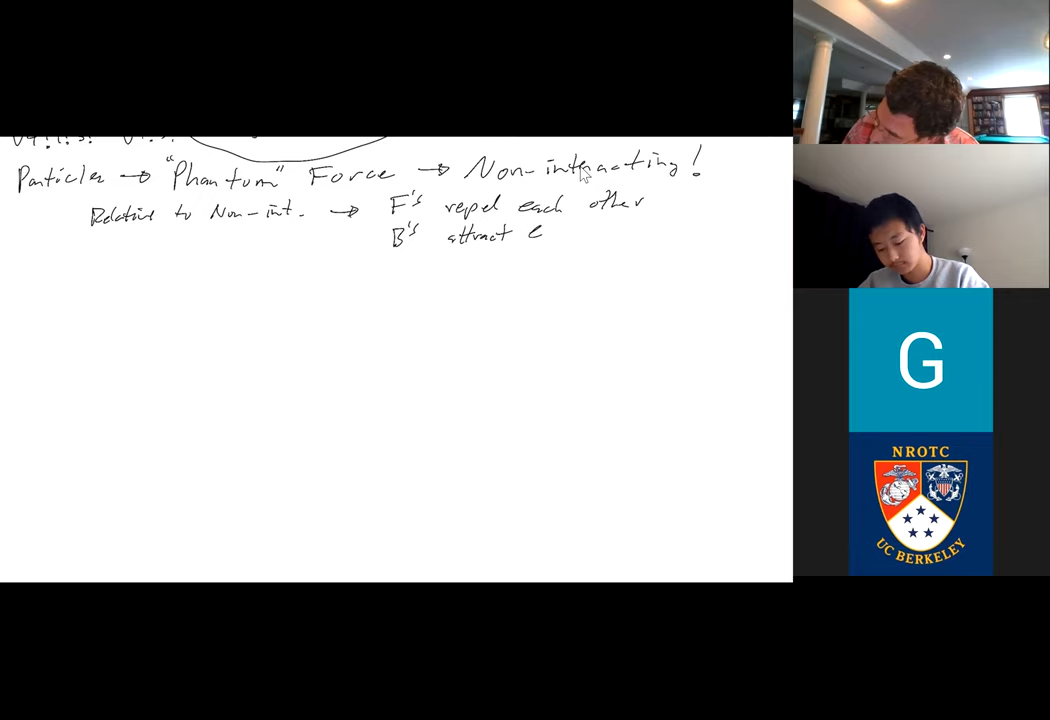 Particles → "Phantom" Force → Non-interacting!
Relative to Non-int. → F's repel each other
B's attract e
G
NROTC
UC BERKELEY